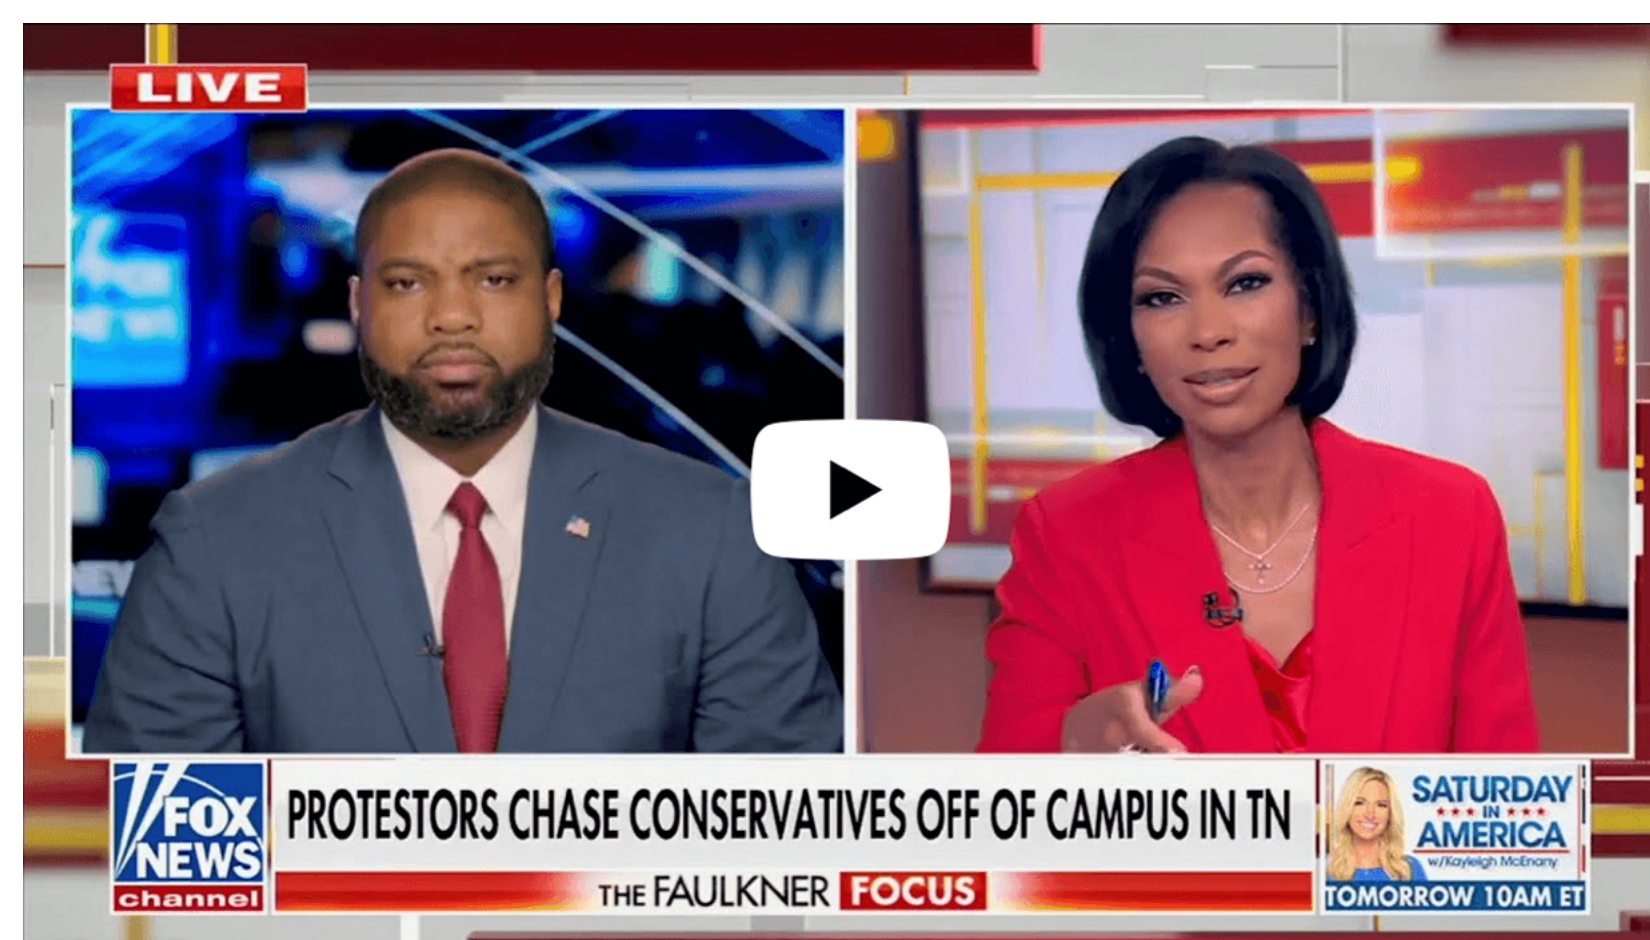 LIVE
PROTESTORS CHASE CONSERVATIVES OFF OF CAMPUS IN TN
FOX
NEWS
channel
THE FAULKNER FOCUS
SATURDAY
IN
AMERICA
w/Kayleigh McEnany
TOMORROW 10AM ET